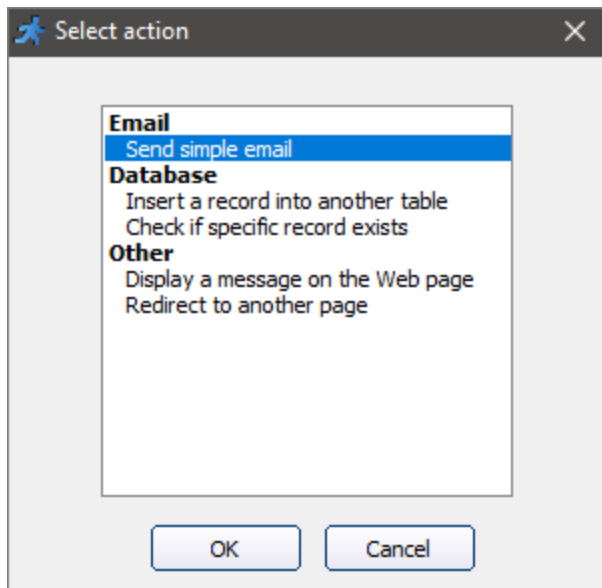 Select action
Email
Send simple email
Database
Insert a record into another table
Check if specific record exists
Other
Display a message on the Web page
Redirect to another page
OK
Cancel